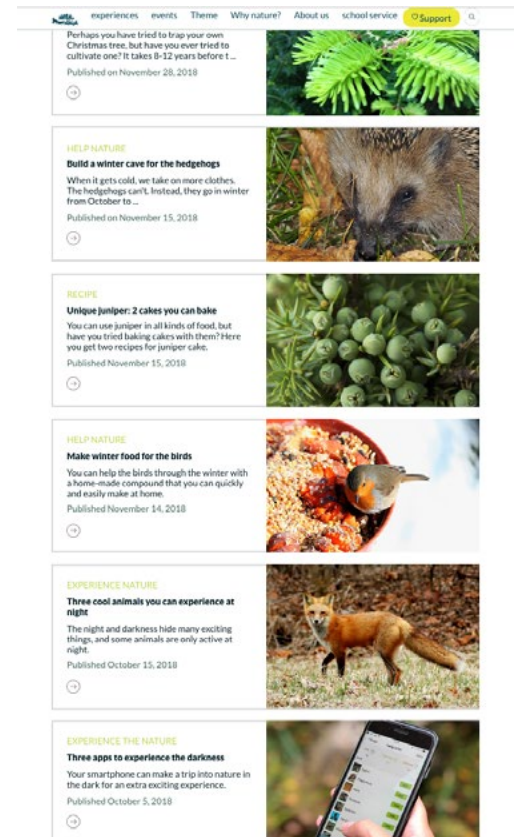 experiences events Theme Why nature? About us school service Support
Perhaps you have tried to trap your own
Christmas tree, but have you ever tried to
cultivate one? It takes 8-12 years before t ...
Published on November 28, 2018
HELP NATURE
Build a winter cave for the hedgehogs
When it gets cold, we take on more clothes.
The hedgehogs can't. Instead, they go in winter
from October to ...
Published on November 15, 2018
RECIPE
Unique juniper: 2 cakes you can bake
You can use juniper in all kinds of food, but
have you tried baking cakes with them? Here
you get two recipes for juniper cake.
Published November 15, 2018
HELP NATURE
Make winter food for the birds
You can help the birds through the winter with
a home-made compound that you can quickly
and easily make at home.
Published November 14, 2018
EXPERIENCE NATURE
Three cool animals you can experience at
night
The night and darkness hide many exciting
things, and some animals are only active at
night.
Published October 15, 2018
EXPERIENCE THE NATURE
Three apps to experience the darkness
Your smartphone can make a trip into nature in
the dark for an extra exciting experience.
Published October 5, 2018